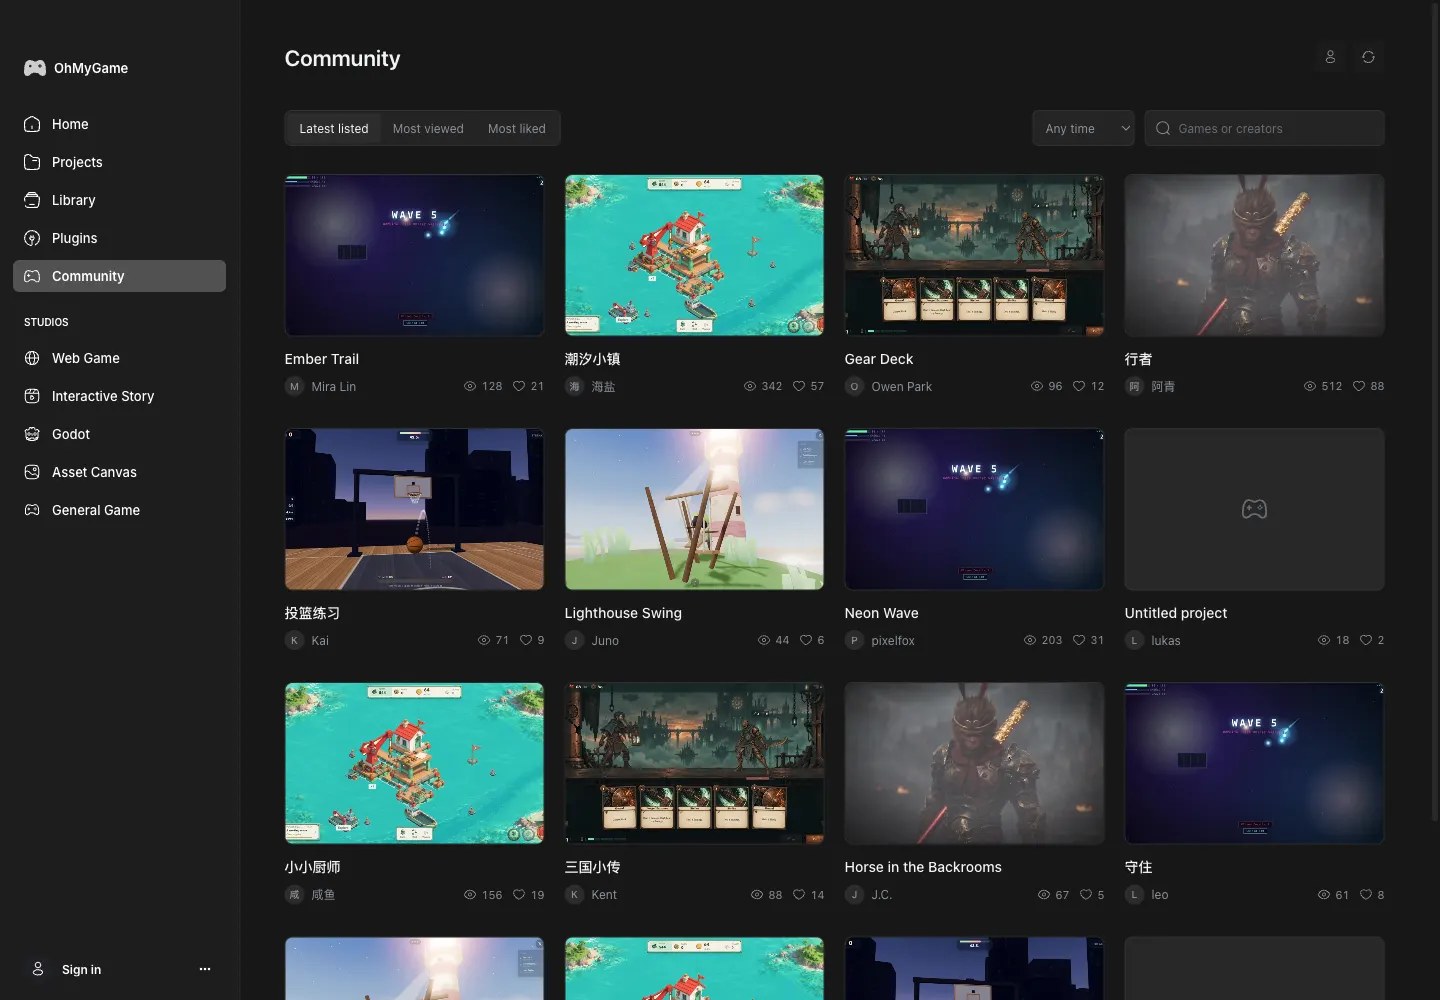 OhMyGame
Home
Projects
Library
Plugins
Community
STUDIOS
Web Game
Interactive Story
Godot
Asset Canvas
General Game
Sign in
Community
Latest listed
Most viewed
Most liked
Any time
Games or creators
WAVE 5
Ember Trail
M Mira Lin 128 21
潮汐小镇
海 海盐 342 57
Gear Deck
O Owen Park 96 12
行者
阿 阿青 512 88
投篮练习
K Kai 71 9
Lighthouse Swing
J Juno 44 6
WAVE 5
Neon Wave
P pixelfox 203 31
Untitled project
L lukas 18 2
小小厨师
咸 咸鱼 156 19
三国小传
K Kent 88 14
Horse in the Backrooms
J J.C. 67 5
WAVE 5
守住
L leo 61 8